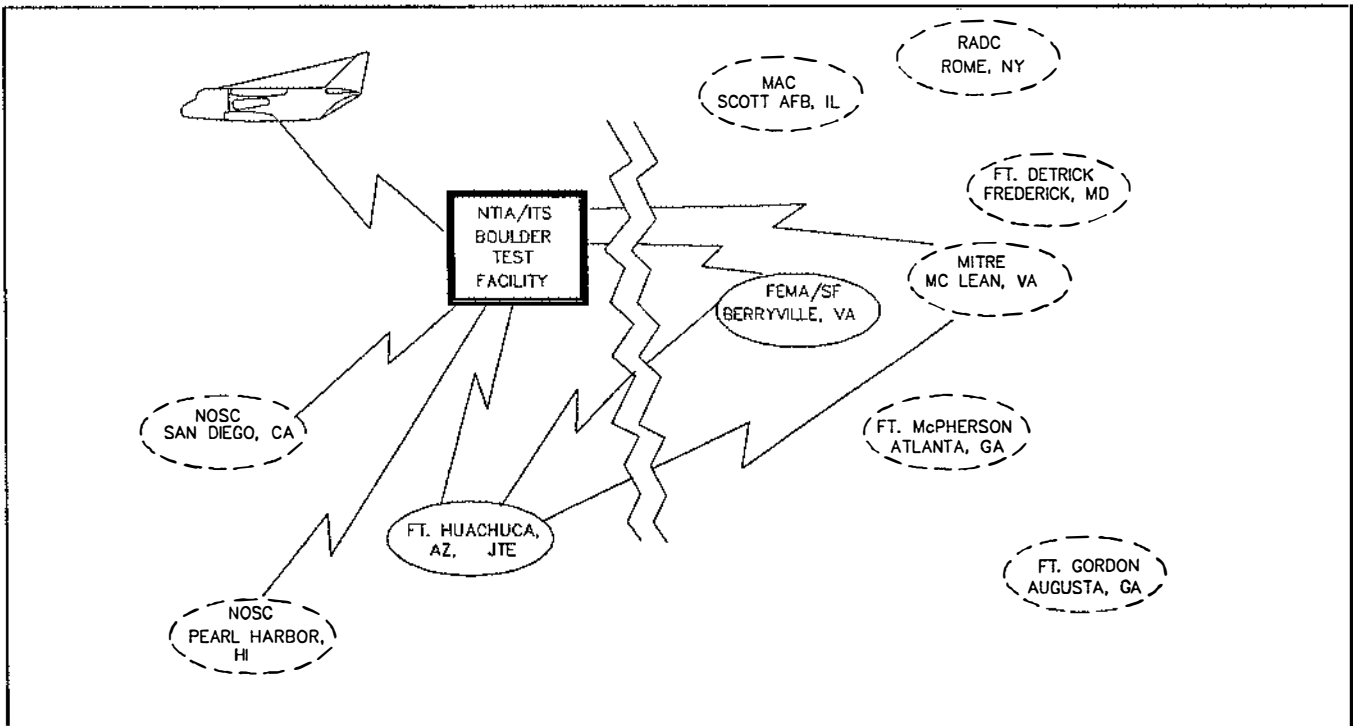 RADC
ROME, NY
MAC
SCOTT AFB, IL
FT. DETRICK
FREDERICK, MD
NTIA/ITS
BOULDER
TEST
FACILITY
MITRE
MC LEAN, VA
FEMA/SF
BERRYVILLE, VA
NOSC
SAN DIEGO, CA
FT. McPHERSON
ATLANTA, GA
FT. HUACHUCA,
AZ, JTE
FT. GORDON
AUGUSTA, GA
NOSC
PEARL HARBOR,
HI